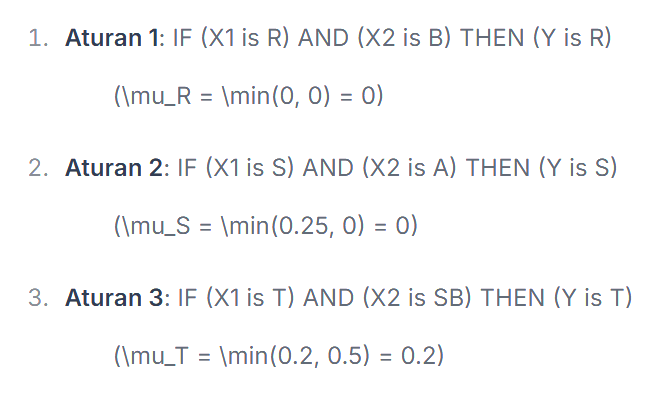 1. Aturan 1: IF (X1 is R) AND (X2 is B) THEN (Y is R)
(\mu_R = \min(0, 0) = 0)
2. Aturan 2: IF (X1 is S) AND (X2 is A) THEN (Y is S)
(\mu_S = \min(0.25, 0) = 0)
3. Aturan 3: IF (X1 is T) AND (X2 is SB) THEN (Y is T)
(\mu_T = \min(0.2, 0.5) = 0.2)